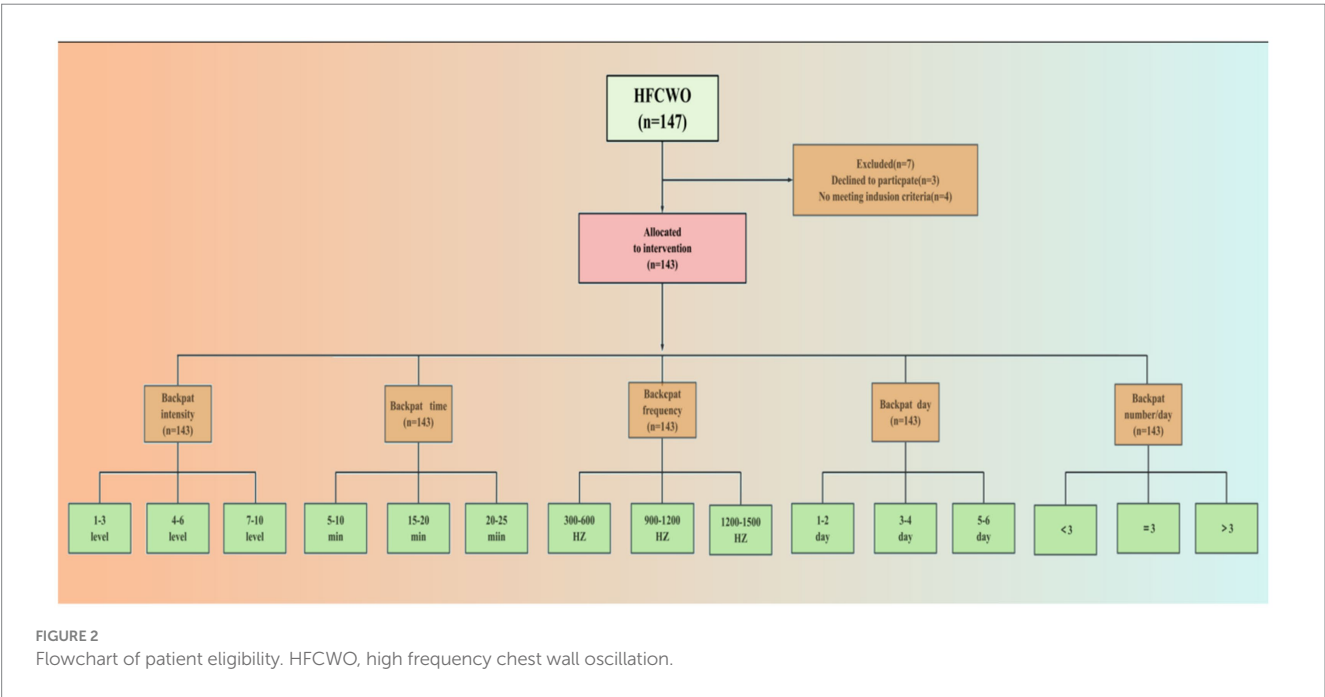 HFCWO
(n=147)
Excluded(n=7)
Declined to particpate(n=3)
No meeting indusion criteria(n=4)
Allocated
to intervention
(n=143)
Backpat
intensity
(n=143)
Backpat time
(n=143)
Backcpat
frequency
(n=143)
Backpat day
(n=143)
Backpat
number/day
(n=143)
1-3
level
4-6
level
7-10
level
5-10
min
15-20
min
20-25
miin
300-600
HZ
900-1200
HZ
1200-1500
HZ
1-2
day
3-4
day
5-6
day
<3
=3
>3
FIGURE 2
Flowchart of patient eligibility. HFCWO, high frequency chest wall oscillation.